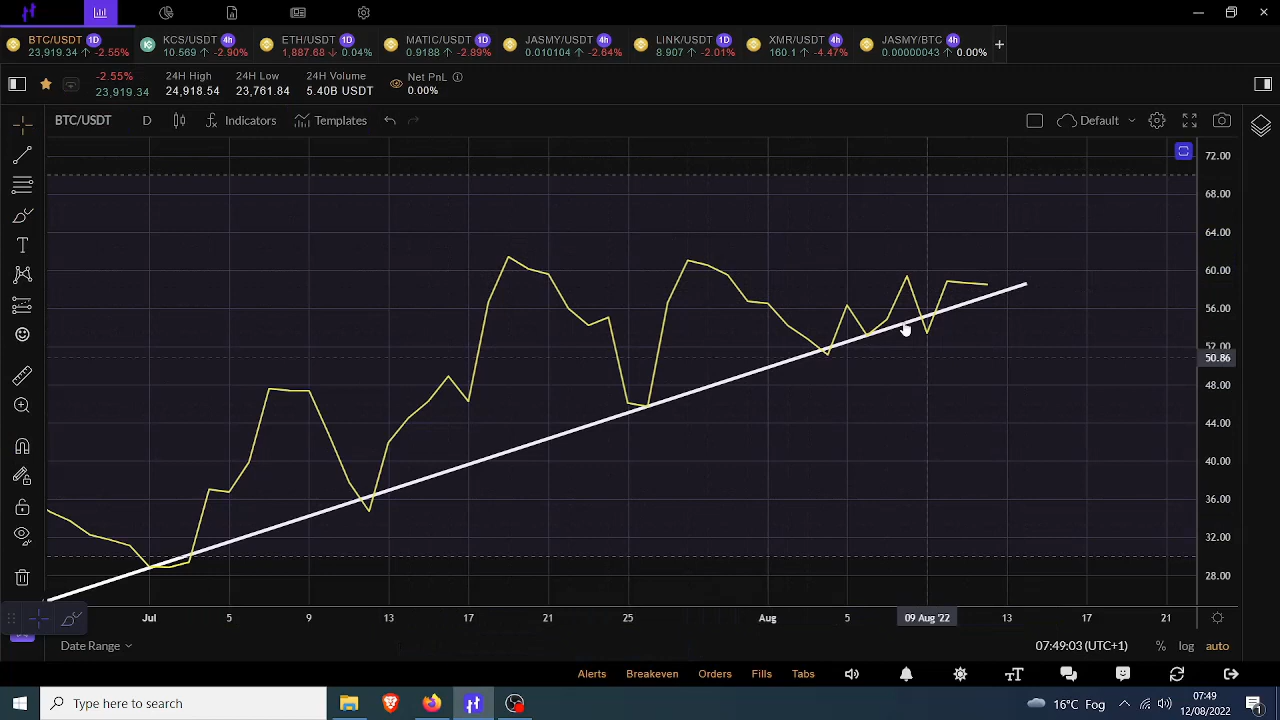 BTC/USDT 1D
23,919.34 ↑ -2.55%
KCS/USDT 4h
10.569 ↑ -2.90%
ETH/USDT 1D
1,887.68 ↓ 0.04%
MATIC/USDT 1D
0.9188 ↑ -2.89%
JASMY/USDT 4h
0.010104 ↑ -2.64%
LINK/USDT 1D
8.907 ↑ -2.01%
XMR/USDT 4h
160.1 ↑ -4.47%
JASMY/BTC 4h
0.00000043 ↑ 0.00%
-2.55%
23,919.34
24H High
24,918.54
24H Low
23,761.84
24H Volume
5.40B USDT
Net PnL
0.00%
BTC/USDT D Indicators Templates Default
72.00
68.00
64.00
60.00
56.00
52.00
50.86
48.00
44.00
40.00
36.00
32.00
28.00
Jul 5 9 13 17 21 25 Aug 5 09 Aug '22 13 17 21
Date Range 07:49:03 (UTC+1) % log auto
Alerts Breakeven Orders Fills Tabs
Type here to search 16°C Fog 07:49
12/08/2022